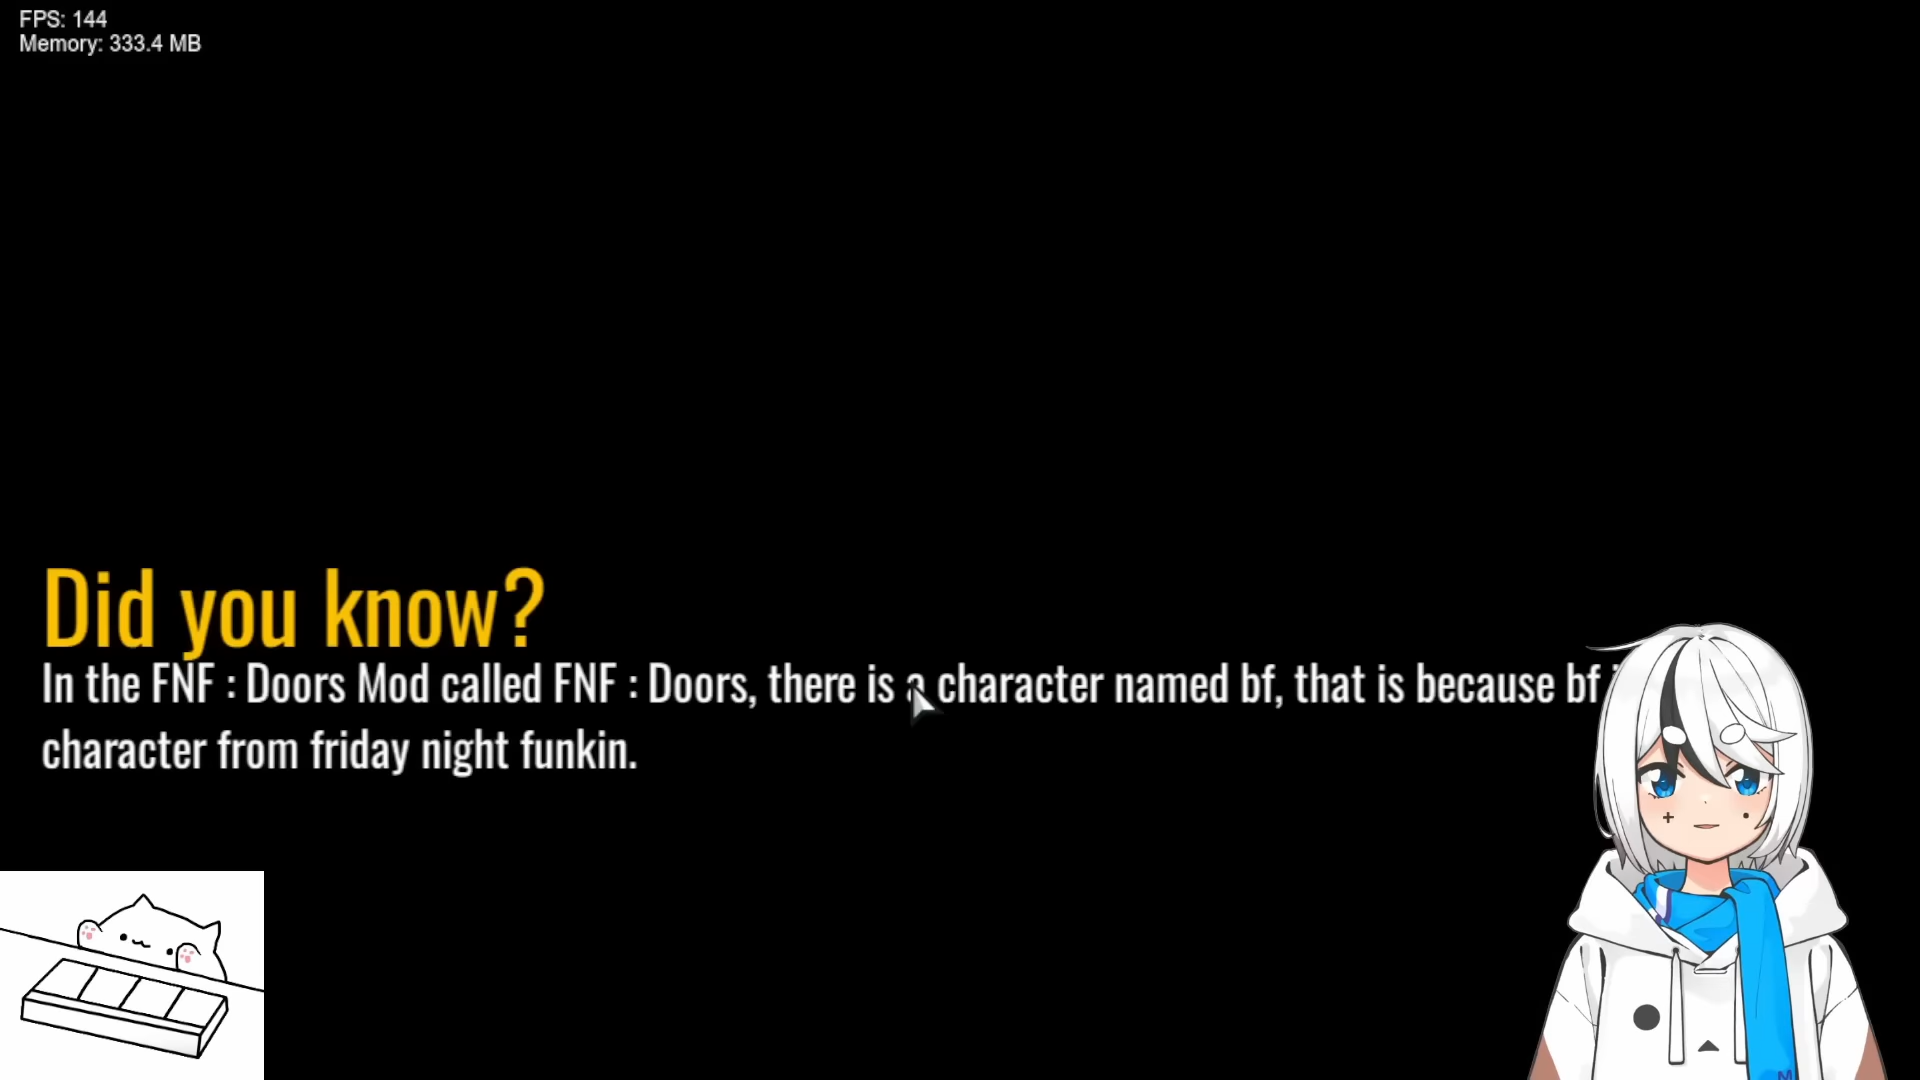 FPS: 144
Memory: 333.4 MB
Did you know?
In the FNF : Doors Mod called FNF : Doors, there is a character named bf, that is because bf
character from friday night funkin.